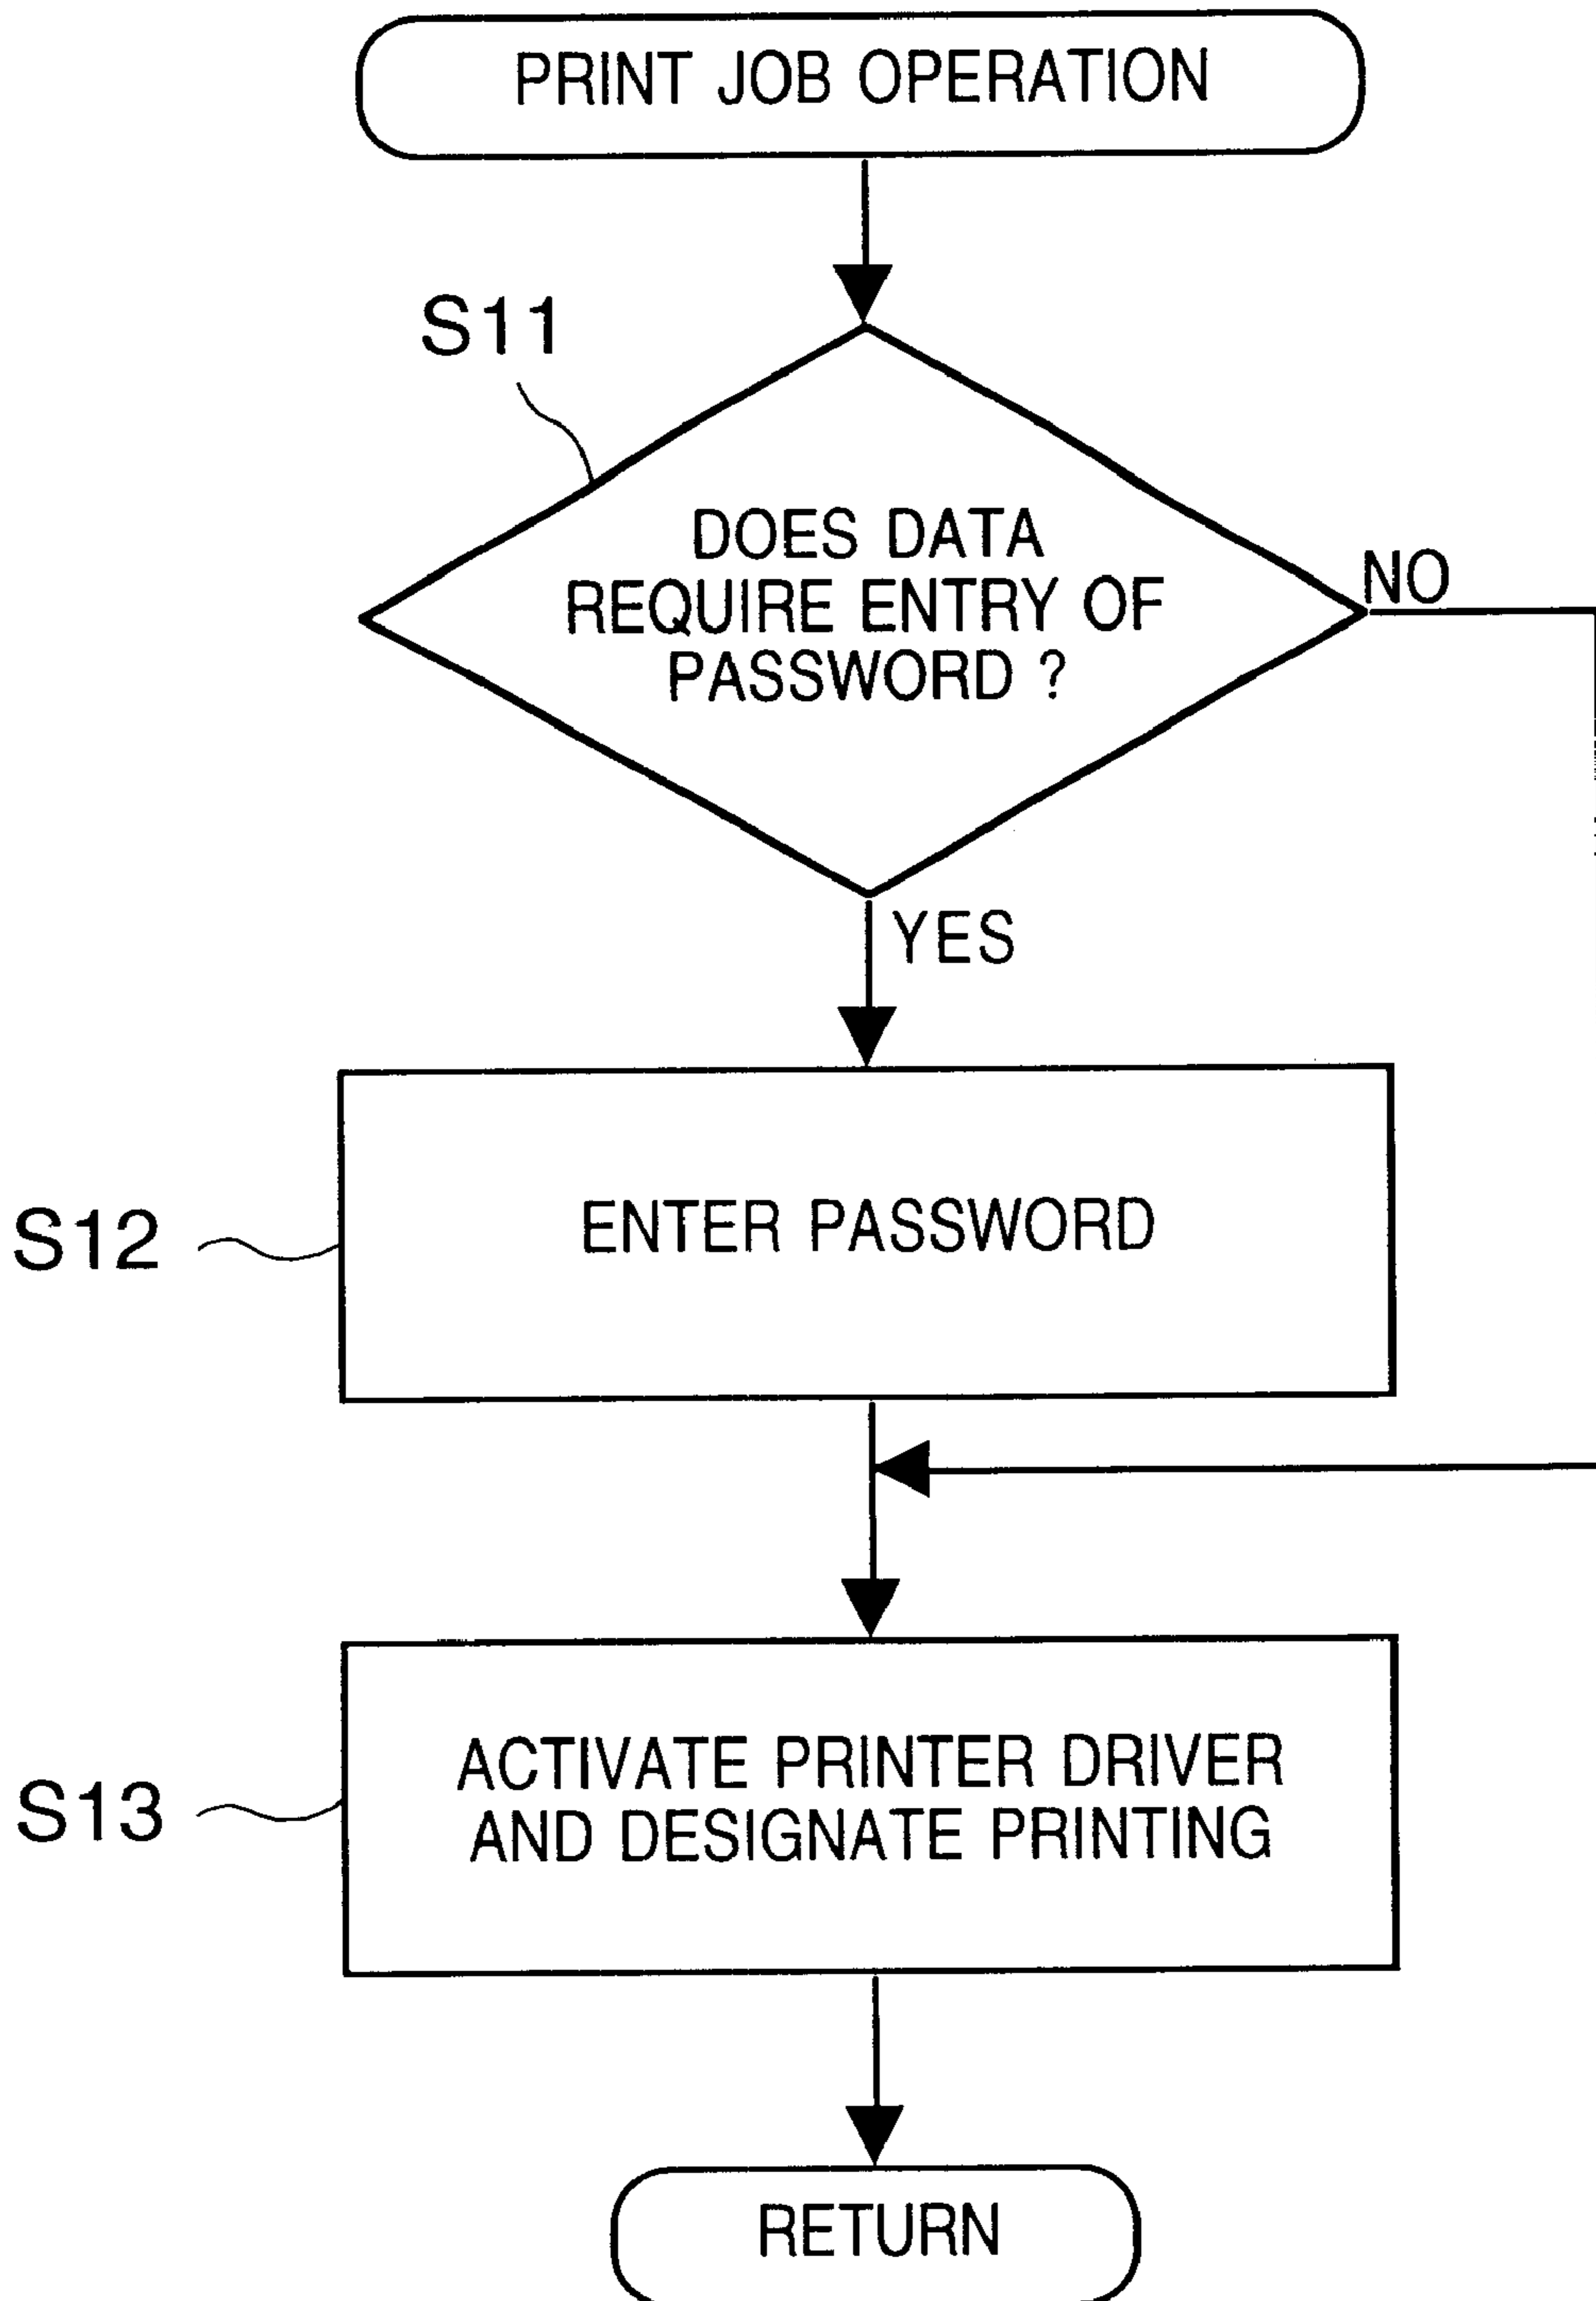 PRINT JOB OPERATION
S11
DOES DATA
REQUIRE ENTRY OF
PASSWORD ?
NO
YES
S12
ENTER PASSWORD
S13
ACTIVATE PRINTER DRIVER
AND DESIGNATE PRINTING
RETURN